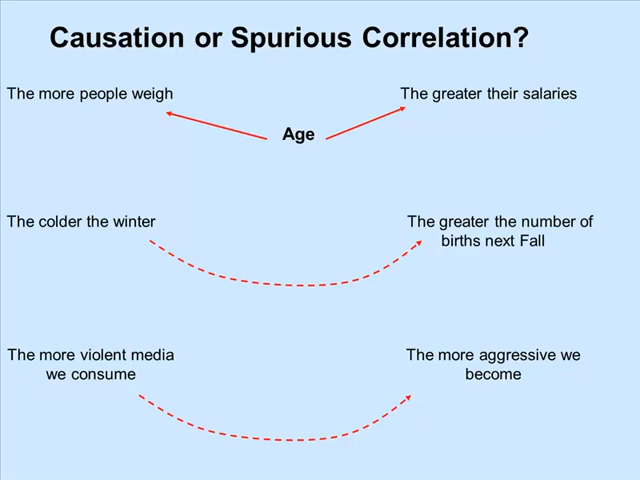 Causation or Spurious Correlation?
The more people weigh
The greater their salaries
Age
The colder the winter
The greater the number of
births next Fall
The more violent media
we consume
The more aggressive we
become